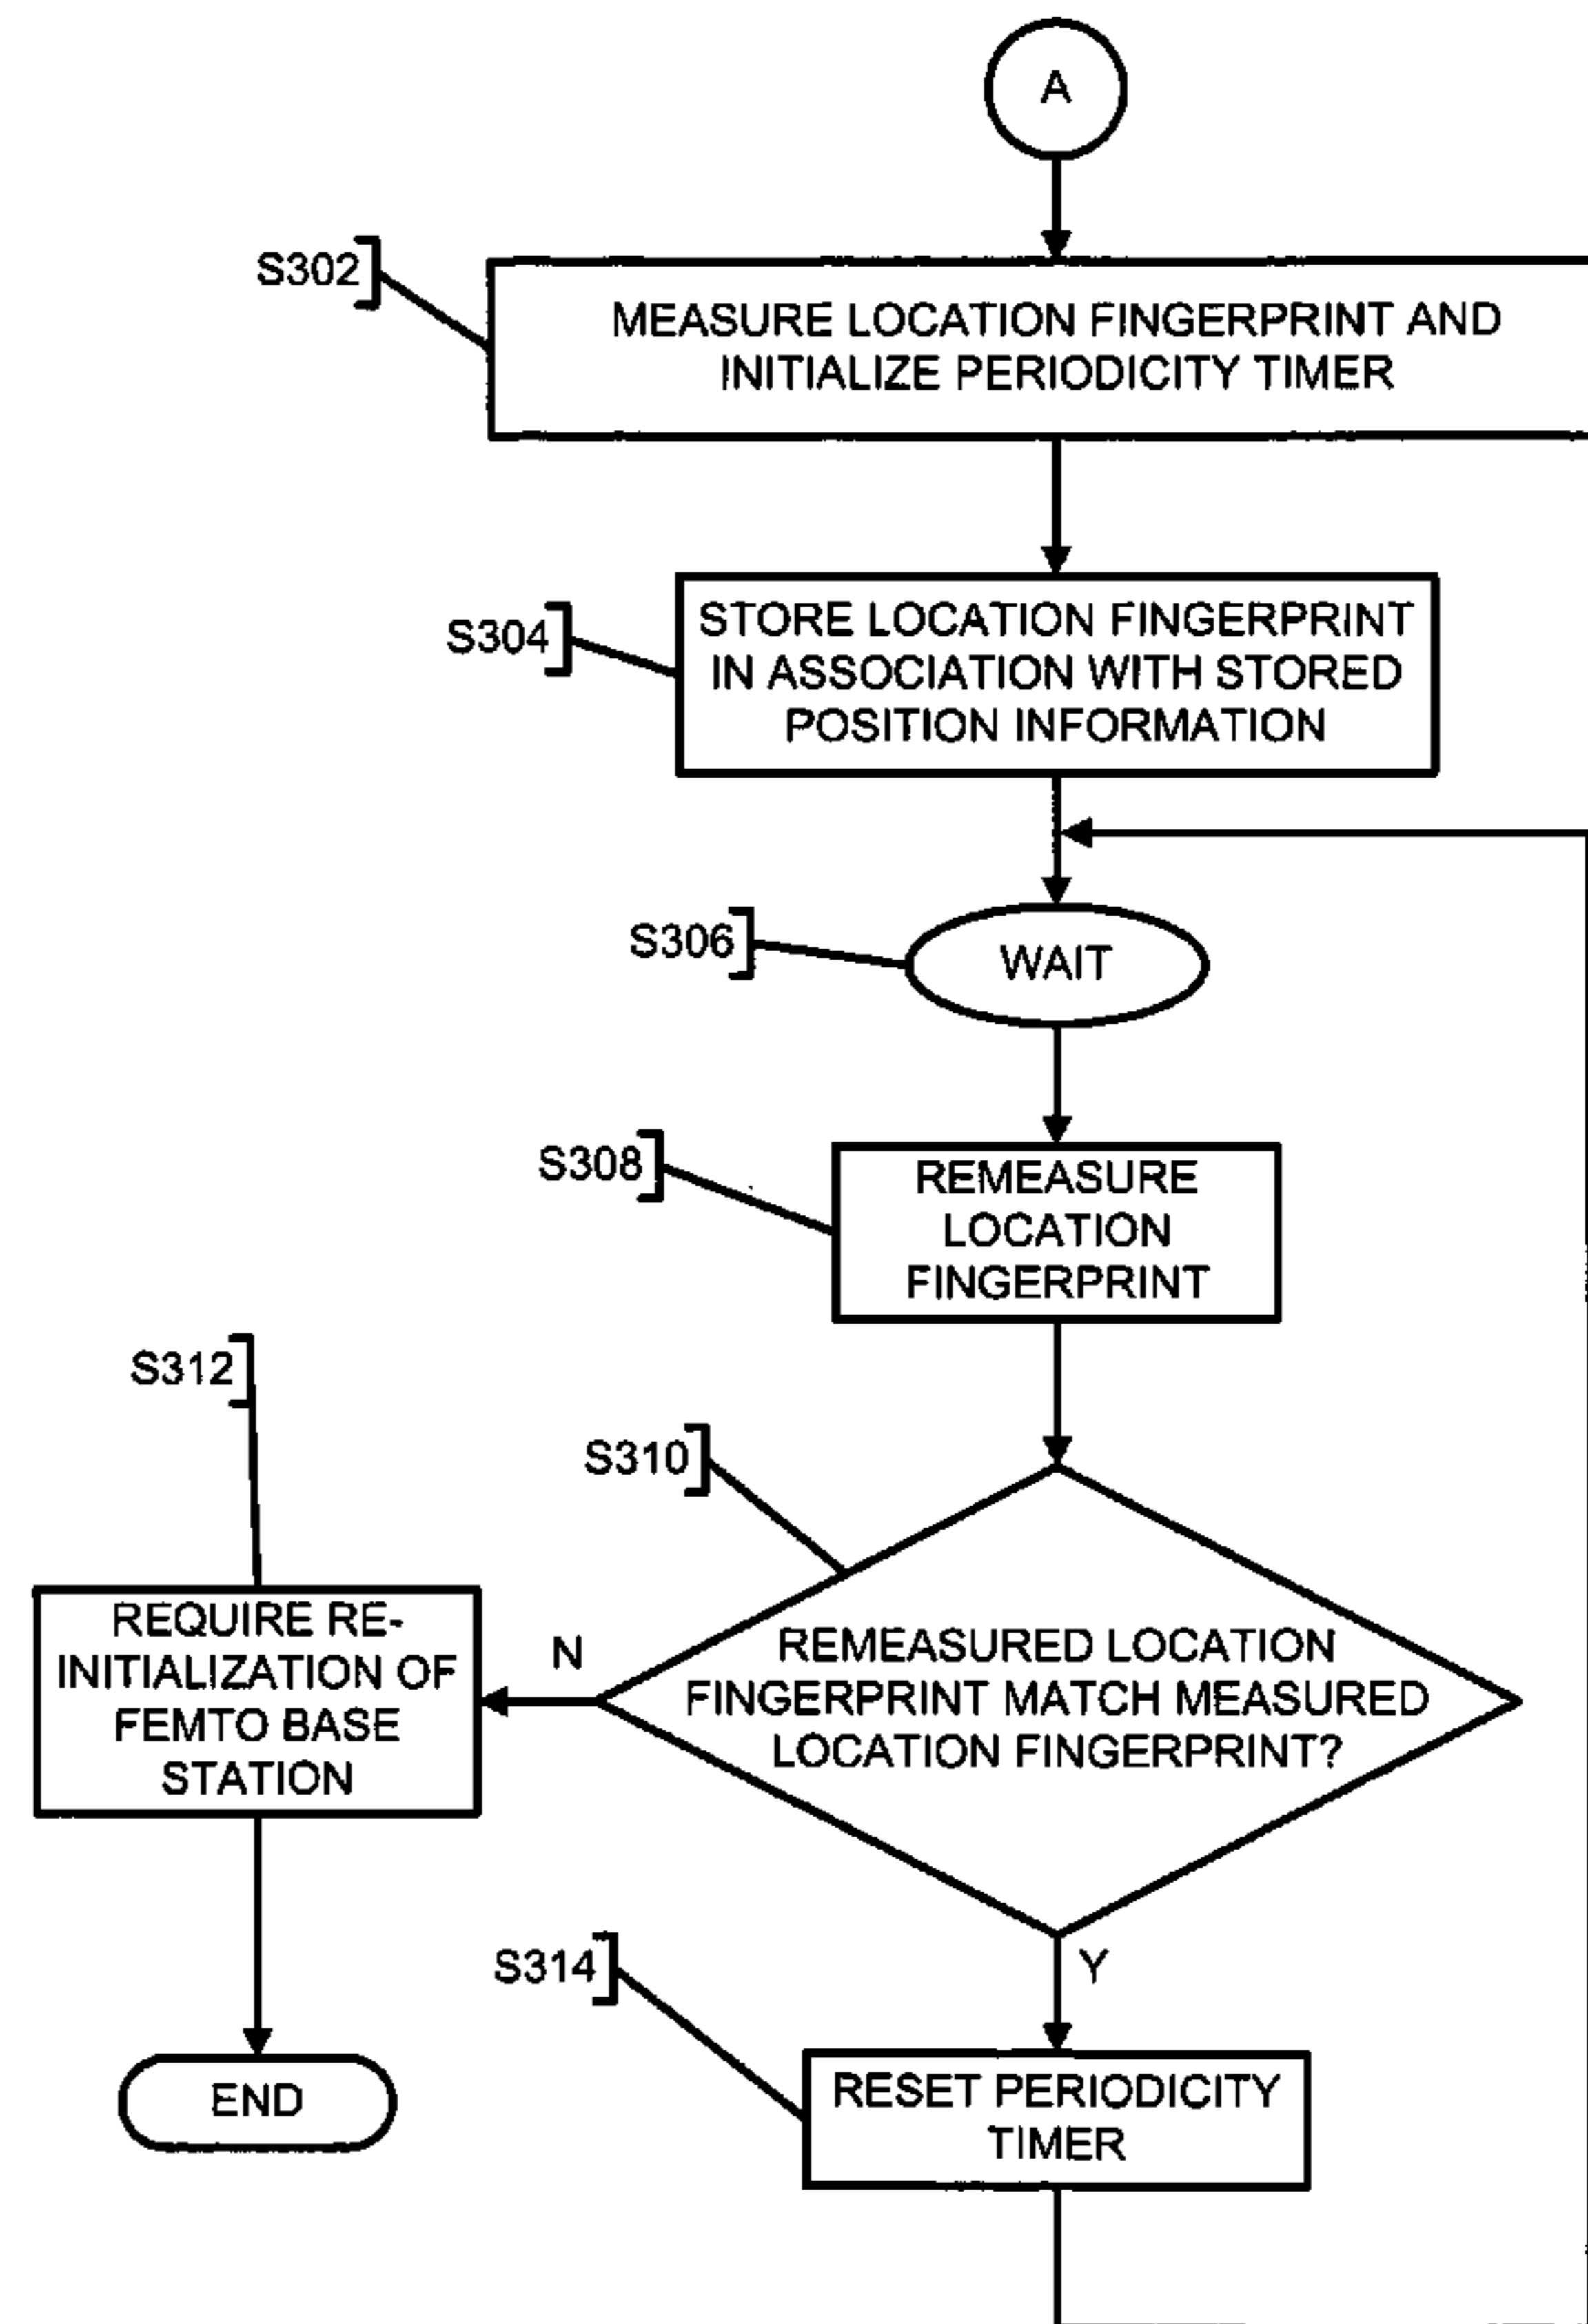 A
S302
MEASURE LOCATION FINGERPRINT AND
INITIALIZE PERIODICITY TIMER
S304
STORE LOCATION FINGERPRINT
IN ASSOCIATION WITH STORED
POSITION INFORMATION
S306
WAIT
S308
REMEASURE
LOCATION
FINGERPRINT
S310
REMEASURED LOCATION
FINGERPRINT MATCH MEASURED
LOCATION FINGERPRINT?
N
S312
REQUIRE RE-
INITIALIZATION OF
FEMTO BASE
STATION
END
Y
S314
RESET PERIODICITY
TIMER